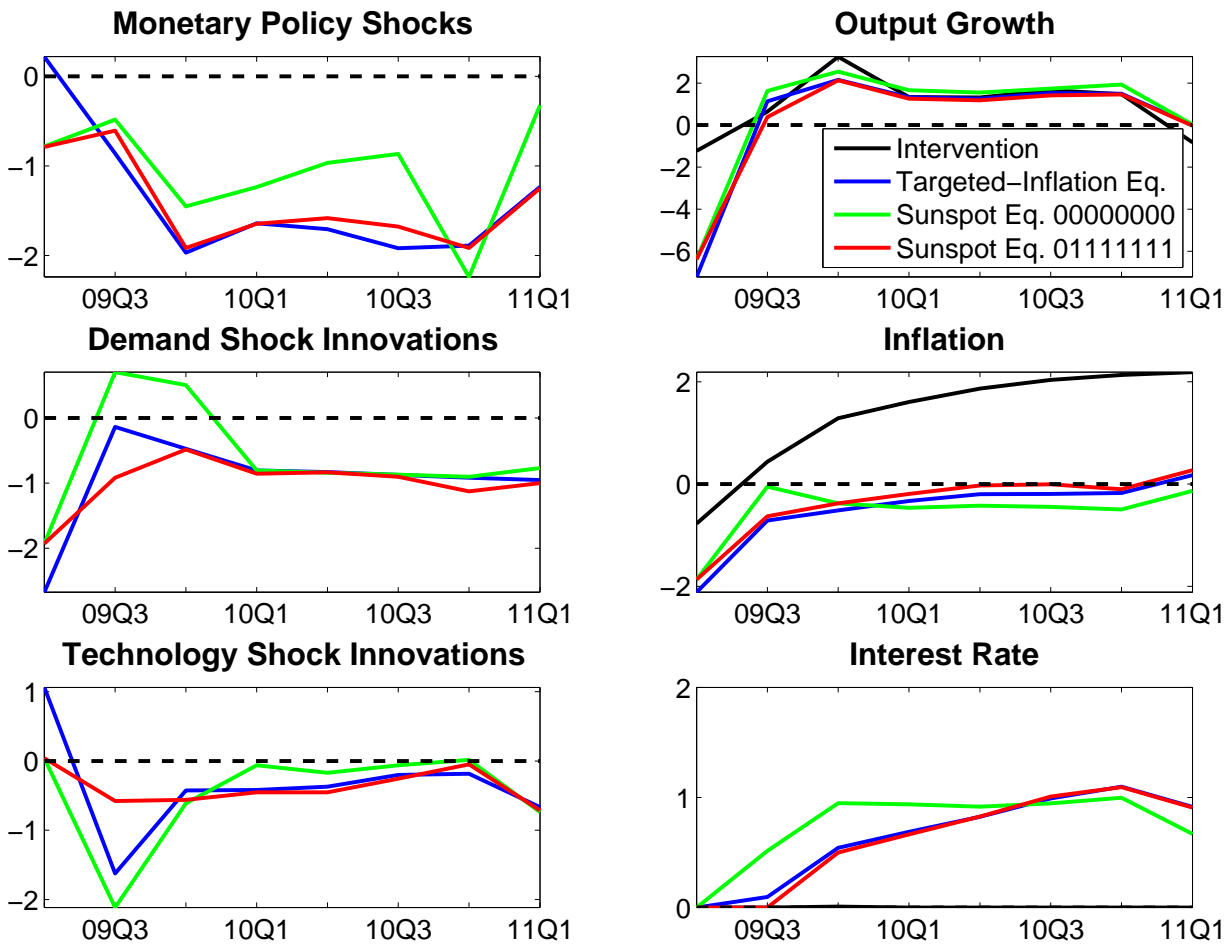 Monetary Policy Shocks
0
−1
−2
09Q3 10Q1 10Q3 11Q1
Output Growth
2
0
−2
−4
−6
Intervention
Targeted−Inflation Eq.
Sunspot Eq. 00000000
Sunspot Eq. 01111111
09Q3 10Q1 10Q3 11Q1
Demand Shock Innovations
0
−1
−2
09Q3 10Q1 10Q3 11Q1
Inflation
2
0
−2
09Q3 10Q1 10Q3 11Q1
Technology Shock Innovations
1
0
−1
−2
09Q3 10Q1 10Q3 11Q1
Interest Rate
2
1
0
09Q3 10Q1 10Q3 11Q1